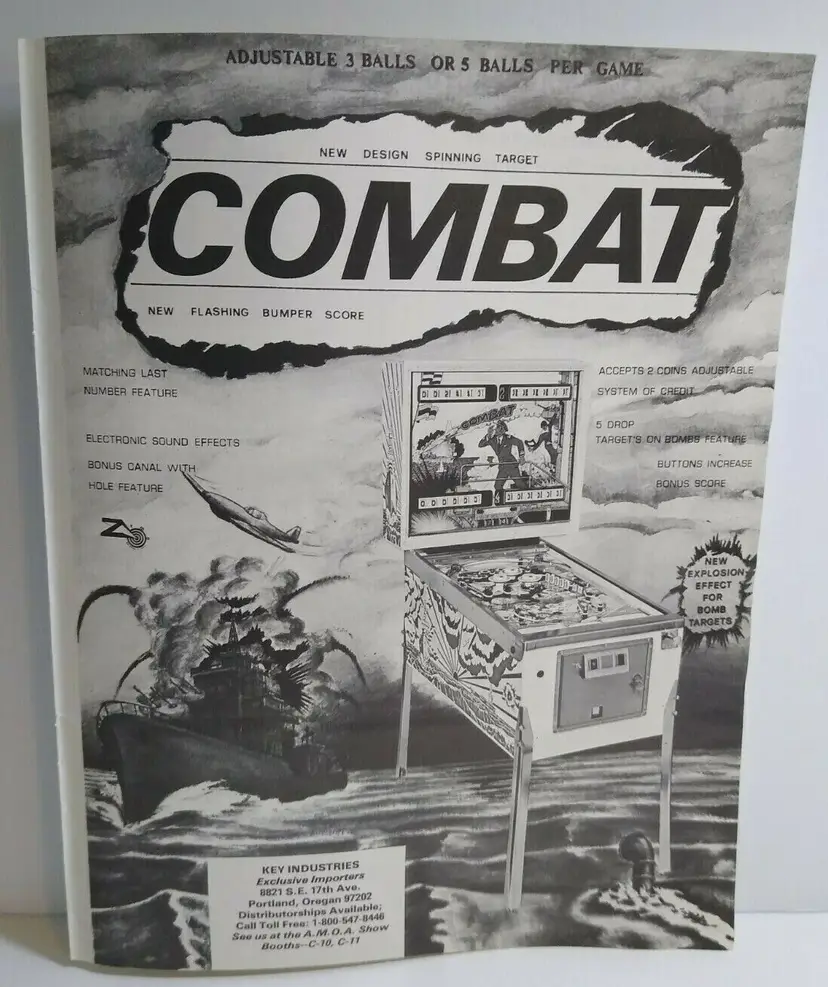 ADJUSTABLE 3 BALLS OR 5 BALLS PER GAME
NEW DESIGN SPINNING TARGET
COMBAT
NEW FLASHING BUMPER SCORE
MATCHING LAST
NUMBER FEATURE
ELECTRONIC SOUND EFFECTS
BONUS CANAL WITH
HOLE FEATURE
ACCEPTS 2 COINS ADJUSTABLE
SYSTEM OF CREDIT
5 DROP
TARGET'S ON BOMBS FEATURE
BUTTONS INCREASE
BONUS SCORE
COMBAT
NEW
EXPLOSION
EFFECT
FOR
BOMB
TARGETS
KEY INDUSTRIES
Exclusive Importers
8821 S.E. 17th Ave.
Portland, Oregan 97202
Distributorships Available;
Call Toll Free: 1-800-547-8446
See us at the A.M.O.A. Show
Booths—C-10, C-11